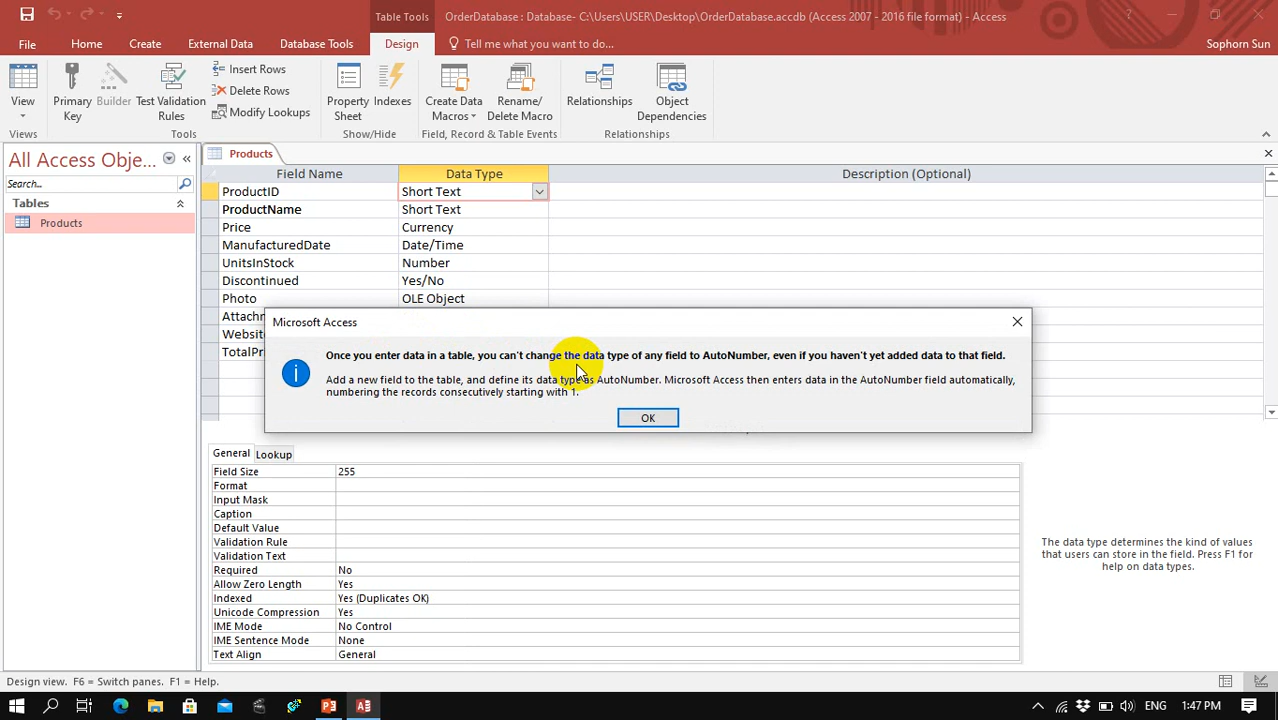 Table Tools
OrderDatabase : Database- C:\Users\USER\Desktop\OrderDatabase.accdb (Access 2007 - 2016 file format) - Access
File
Home
Create
External Data
Database Tools
Design
Tell me what you want to do...
Sophorn Sun
View
Primary Key
Builder
Test Validation Rules
Insert Rows
Delete Rows
Modify Lookups
Property Sheet
Indexes
Create Data Macros
Rename/ Delete Macro
Relationships
Object Dependencies
Views
Tools
Show/Hide
Field, Record & Table Events
Relationships
All Access Obje...
Search...
Tables
Products
Products
Field Name
Data Type
Description (Optional)
ProductID
Short Text
ProductName
Short Text
Price
Currency
ManufacturedDate
Date/Time
UnitsInStock
Number
Discontinued
Yes/No
Photo
OLE Object
Attachm
Website
TotalPr
Microsoft Access
Once you enter data in a table, you can't change the data type of any field to AutoNumber, even if you haven't yet added data to that field.
Add a new field to the table, and define its data type as AutoNumber. Microsoft Access then enters data in the AutoNumber field automatically,
numbering the records consecutively starting with 1.
OK
General
Lookup
Field Size
255
Format
Input Mask
Caption
Default Value
Validation Rule
Validation Text
Required
No
Allow Zero Length
Yes
Indexed
Yes (Duplicates OK)
Unicode Compression
Yes
IME Mode
No Control
IME Sentence Mode
None
Text Align
General
The data type determines the kind of values
that users can store in the field. Press F1 for
help on data types.
Design view. F6 = Switch panes. F1 = Help.
ENG
1:47 PM